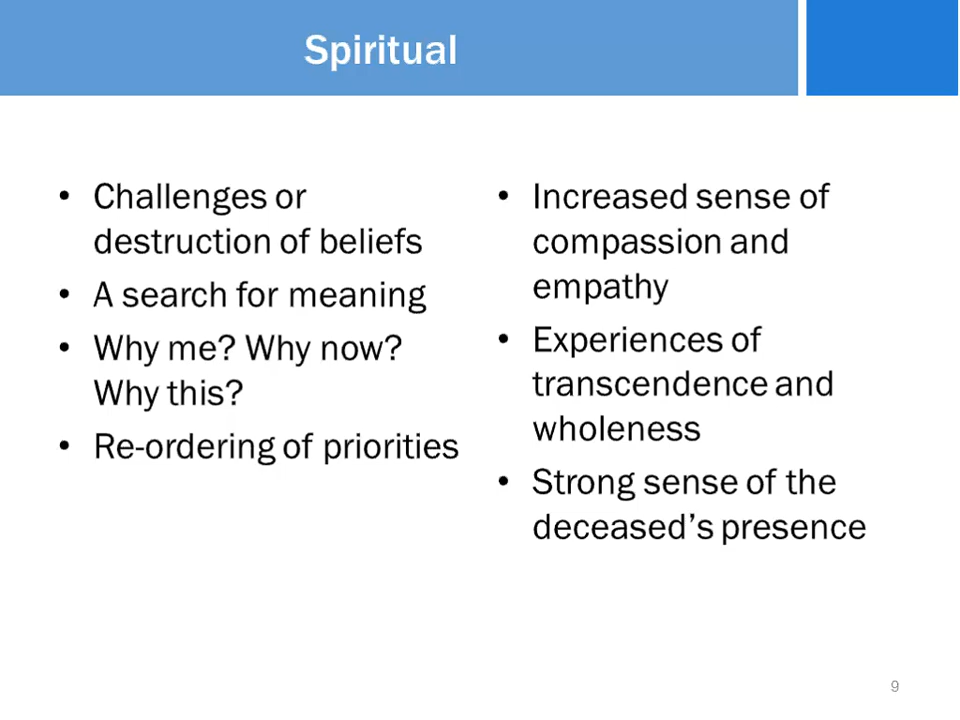 Spiritual
• Challenges or
destruction of beliefs
• A search for meaning
• Why me? Why now?
Why this?
• Re-ordering of priorities
• Increased sense of
compassion and
empathy
• Experiences of
transcendence and
wholeness
• Strong sense of the
deceased’s presence
9